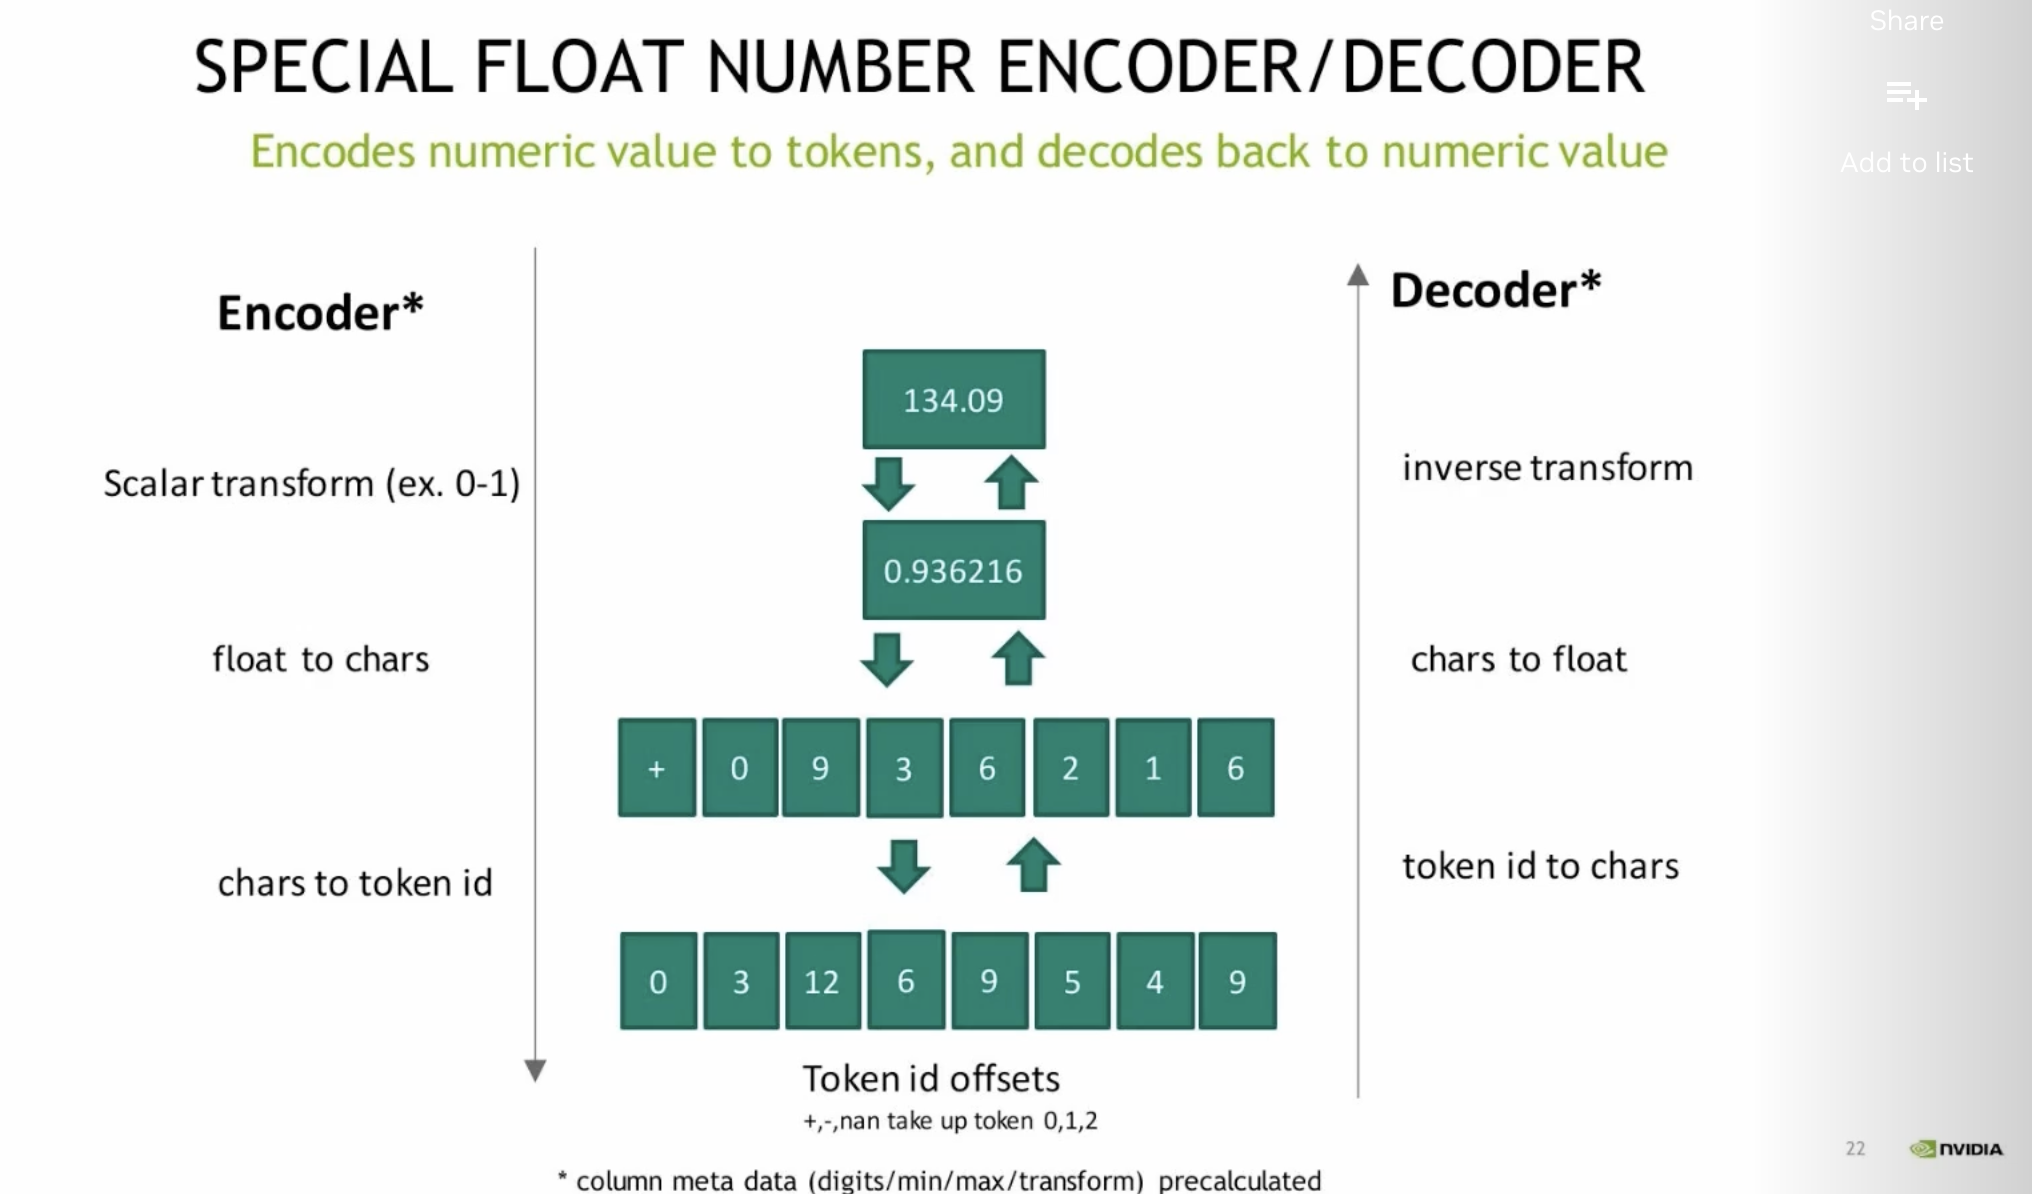 SPECIAL FLOAT NUMBER ENCODER/DECODER
Encodes numeric value to tokens, and decodes back to numeric value
Share
Add to list
Encoder*
Decoder*
134.09
Scalar transform (ex. 0-1)
inverse transform
0.936216
float to chars
chars to float
+ 0 9 3 6 2 1 6
chars to token id
token id to chars
0 3 12 6 9 5 4 9
Token id offsets
+,-,nan take up token 0,1,2
* column meta data (digits/min/max/transform) precalculated
22
NVIDIA